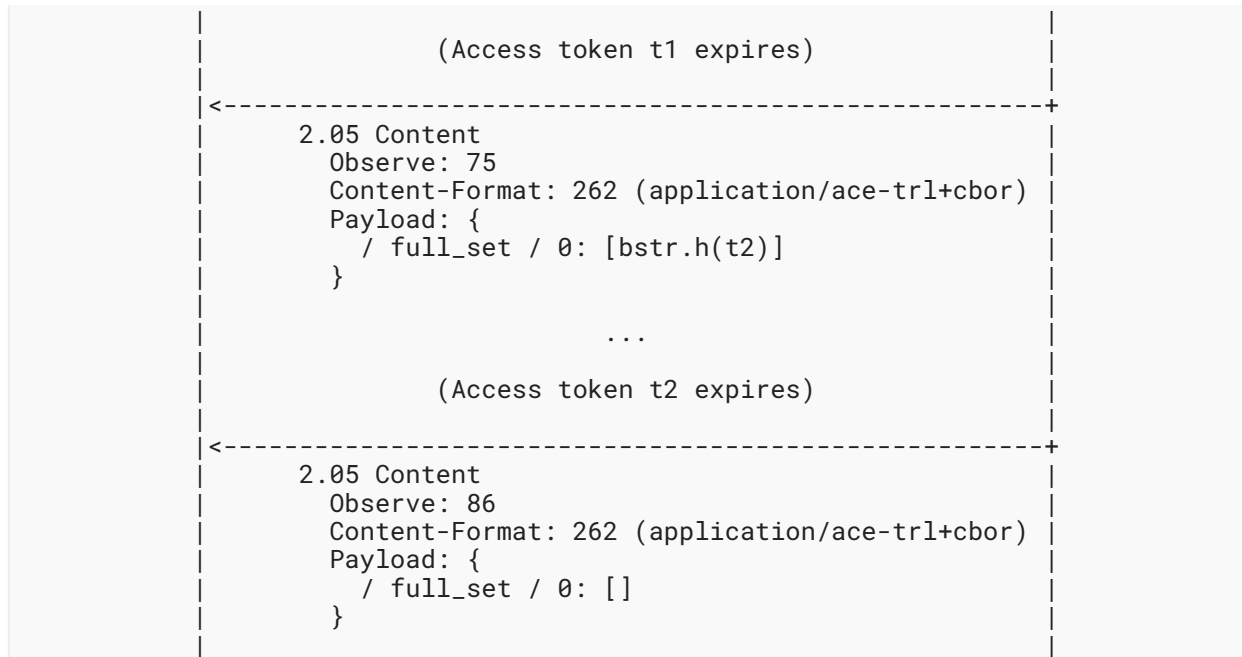 |                                                       |
|               (Access token t1 expires)               |
|                                                       |
|<------------------------------------------------------+
|      2.05 Content                                     |
|        Observe: 75                                    |
|        Content-Format: 262 (application/ace-trl+cbor) |
|        Payload: {                                     |
|          / full_set / 0: [bstr.h(t2)]                 |
|        }                                              |
|                                                       |
|                          ...                          |
|                                                       |
|               (Access token t2 expires)               |
|                                                       |
|<------------------------------------------------------+
|      2.05 Content                                     |
|        Observe: 86                                    |
|        Content-Format: 262 (application/ace-trl+cbor) |
|        Payload: {                                     |
|          / full_set / 0: []                           |
|        }                                              |
|                                                       |